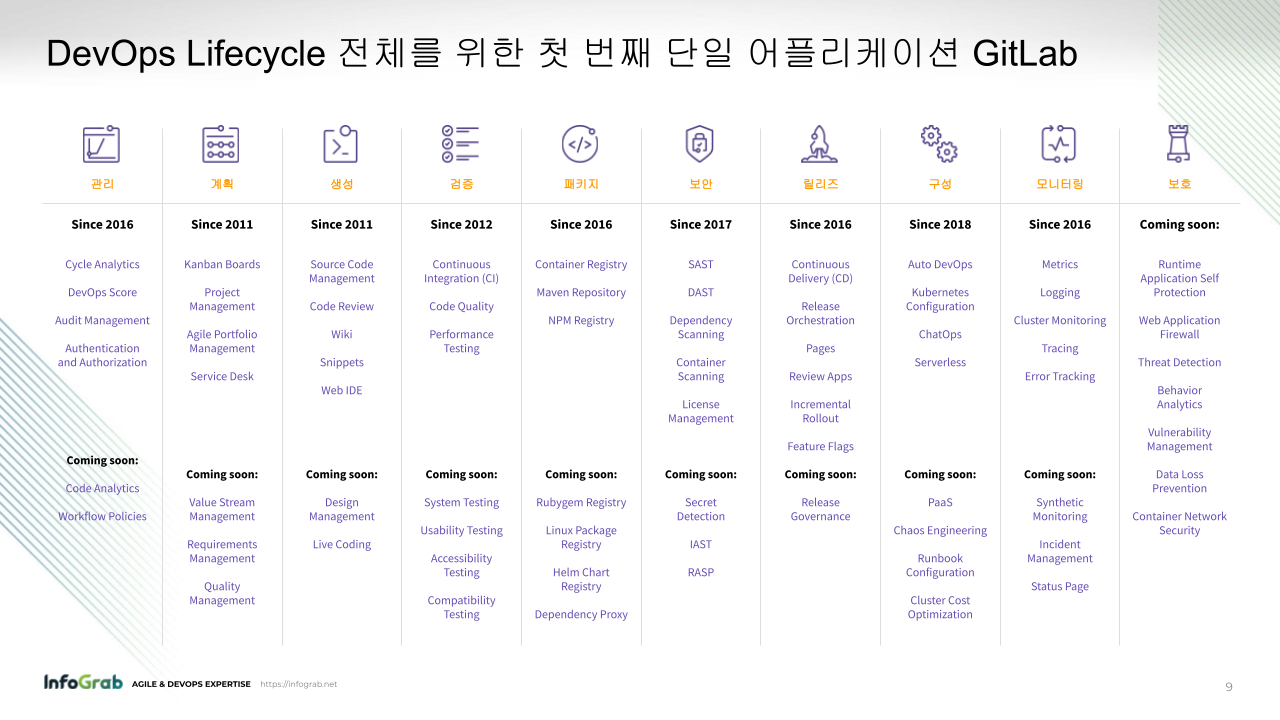 DevOps Lifecycle 전체를 위한 첫 번째 단일 어플리케이션 GitLab
관리
Since 2016
Cycle Analytics
DevOps Score
Audit Management
Authentication
and Authorization
Coming soon:
Code Analytics
Workflow Policies
계획
Since 2011
Kanban Boards
Project
Management
Agile Portfolio
Management
Service Desk
Coming soon:
Value Stream
Management
Requirements
Management
Quality
Management
생성
Since 2011
Source Code
Management
Code Review
Wiki
Snippets
Web IDE
Coming soon:
Design
Management
Live Coding
검증
Since 2012
Continuous
Integration (CI)
Code Quality
Performance
Testing
Coming soon:
System Testing
Usability Testing
Accessibility
Testing
Compatibility
Testing
패키지
Since 2016
Container Registry
Maven Repository
NPM Registry
Coming soon:
Rubygem Registry
Linux Package
Registry
Helm Chart
Registry
Dependency Proxy
보안
Since 2017
SAST
DAST
Dependency
Scanning
Container
Scanning
License
Management
Coming soon:
Secret
Detection
IAST
RASP
릴리즈
Since 2016
Continuous
Delivery (CD)
Release
Orchestration
Pages
Review Apps
Incremental
Rollout
Feature Flags
Coming soon:
Release
Governance
구성
Since 2018
Auto DevOps
Kubernetes
Configuration
ChatOps
Serverless
Coming soon:
PaaS
Chaos Engineering
Runbook
Configuration
Cluster Cost
Optimization
모니터링
Since 2016
Metrics
Logging
Cluster Monitoring
Tracing
Error Tracking
Coming soon:
Synthetic
Monitoring
Incident
Management
Status Page
보호
Coming soon:
Runtime
Application Self
Protection
Web Application
Firewall
Threat Detection
Behavior
Analytics
Vulnerability
Management
Data Loss
Prevention
Container Network
Security
InfoGrab AGILE & DEVOPS EXPERTISE https://infograb.net
9